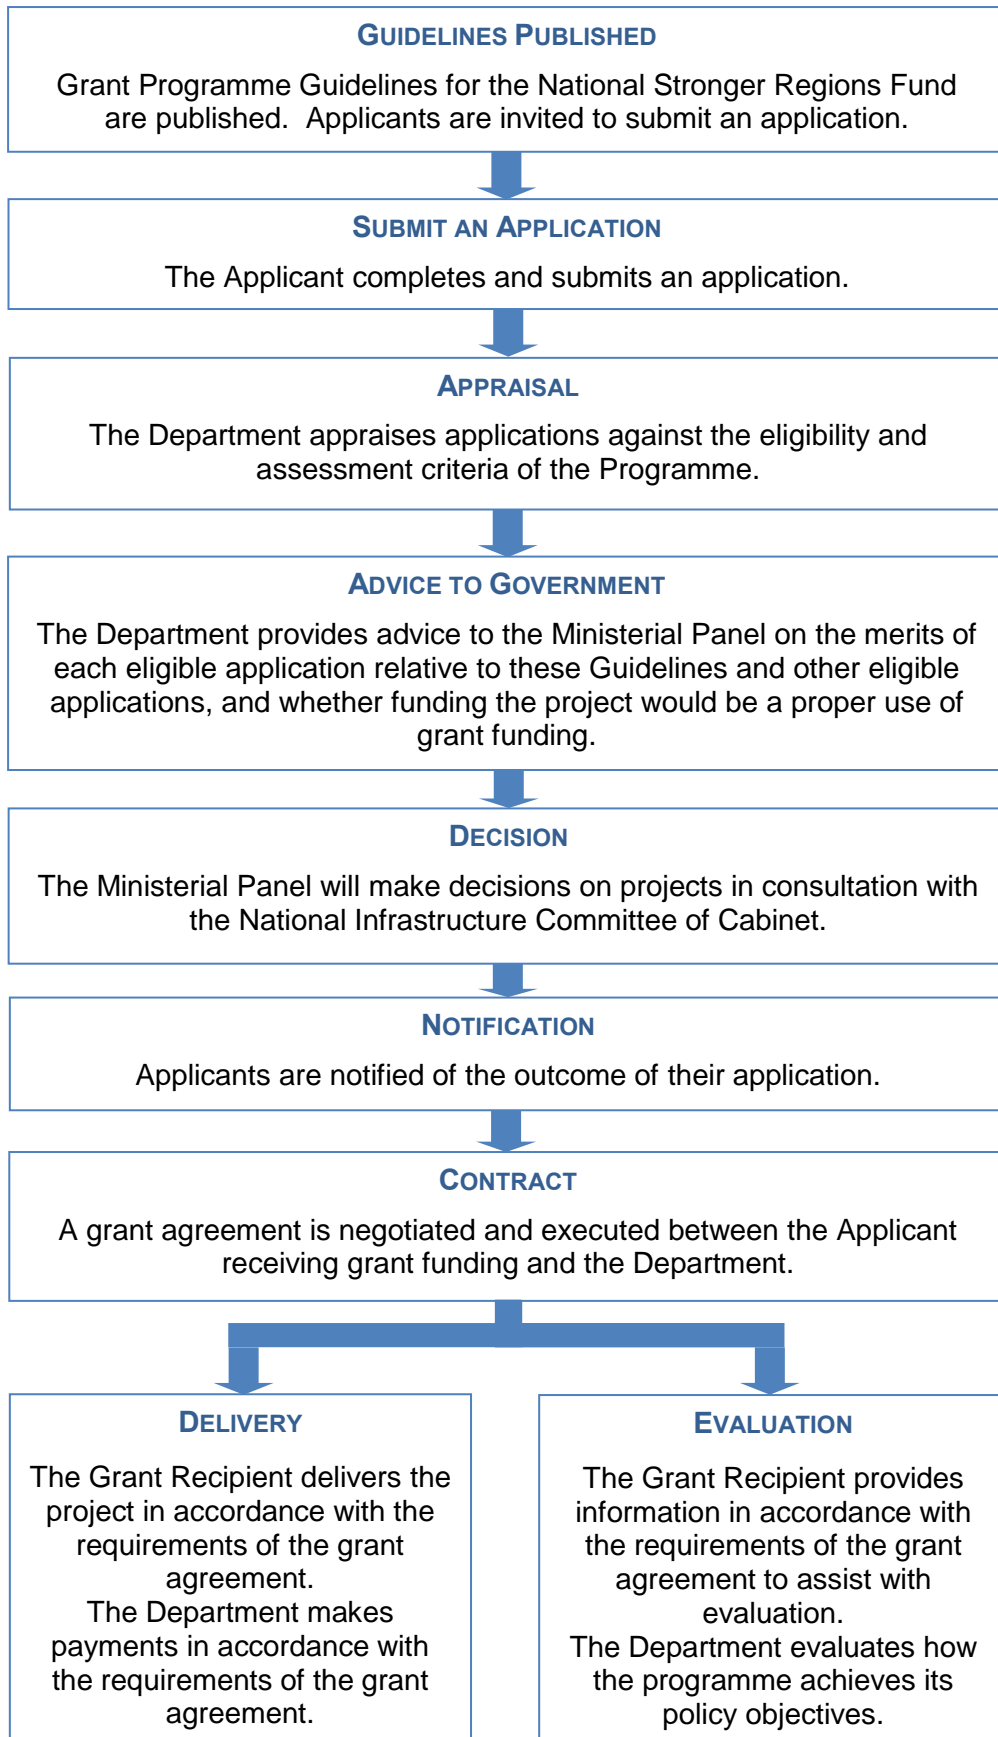 GUIDELINES PUBLISHED
Grant Programme Guidelines for the National Stronger Regions Fund
are published.  Applicants are invited to submit an application.
SUBMIT AN APPLICATION
The Applicant completes and submits an application.
APPRAISAL
The Department appraises applications against the eligibility and
assessment criteria of the Programme.
ADVICE TO GOVERNMENT
The Department provides advice to the Ministerial Panel on the merits of
each eligible application relative to these Guidelines and other eligible
applications, and whether funding the project would be a proper use of
grant funding.
DECISION
The Ministerial Panel will make decisions on projects in consultation with
the National Infrastructure Committee of Cabinet.
NOTIFICATION
Applicants are notified of the outcome of their application.
CONTRACT
A grant agreement is negotiated and executed between the Applicant
receiving grant funding and the Department.
DELIVERY
The Grant Recipient delivers the
project in accordance with the
requirements of the grant
agreement.
The Department makes
payments in accordance with
the requirements of the grant
agreement.
EVALUATION
The Grant Recipient provides
information in accordance with
the requirements of the grant
agreement to assist with
evaluation.
The Department evaluates how
the programme achieves its
policy objectives.